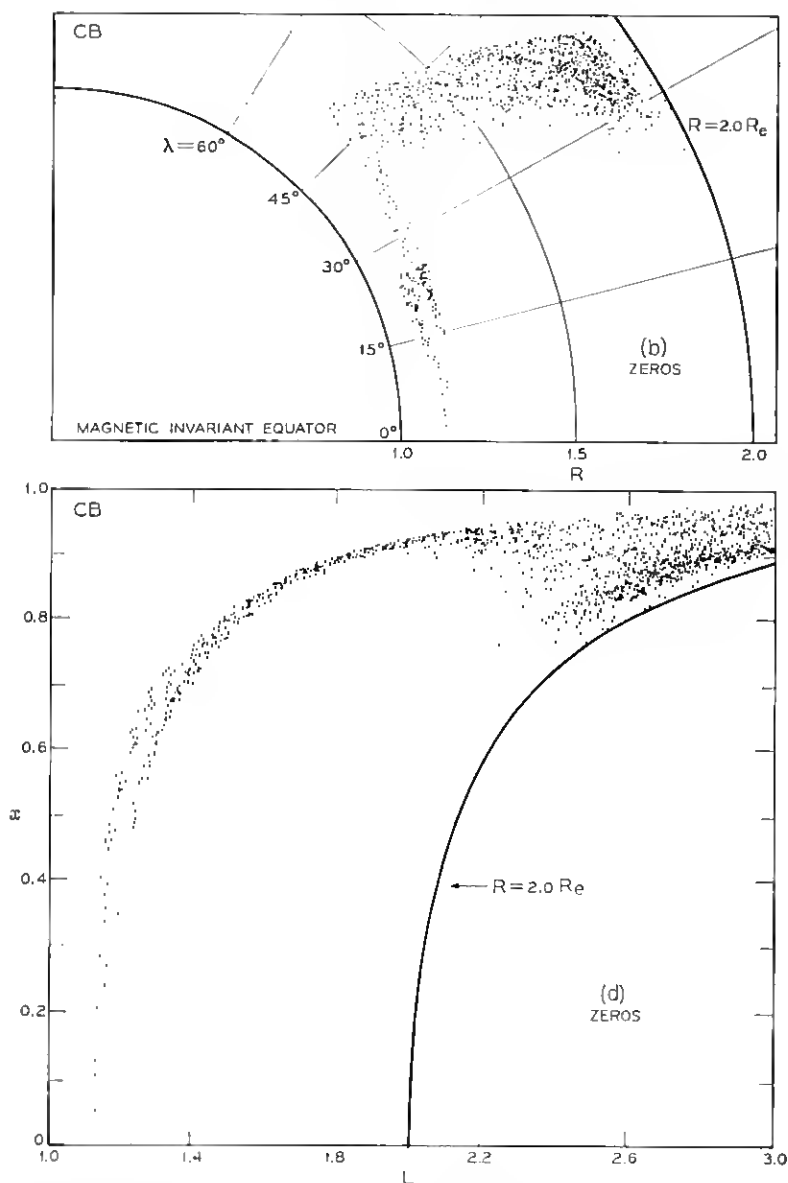 CB
λ=60°
45°
30°
15°
0°
R=2.0 Re
(b)
ZEROS
MAGNETIC INVARIANT EQUATOR
1.0
1.5
2.0
R
CB
1.0
0.8
0.6
0.4
0.2
0
x
R=2.0 Re
(d)
ZEROS
1.0
1.4
1.8
2.2
2.6
3.0
L